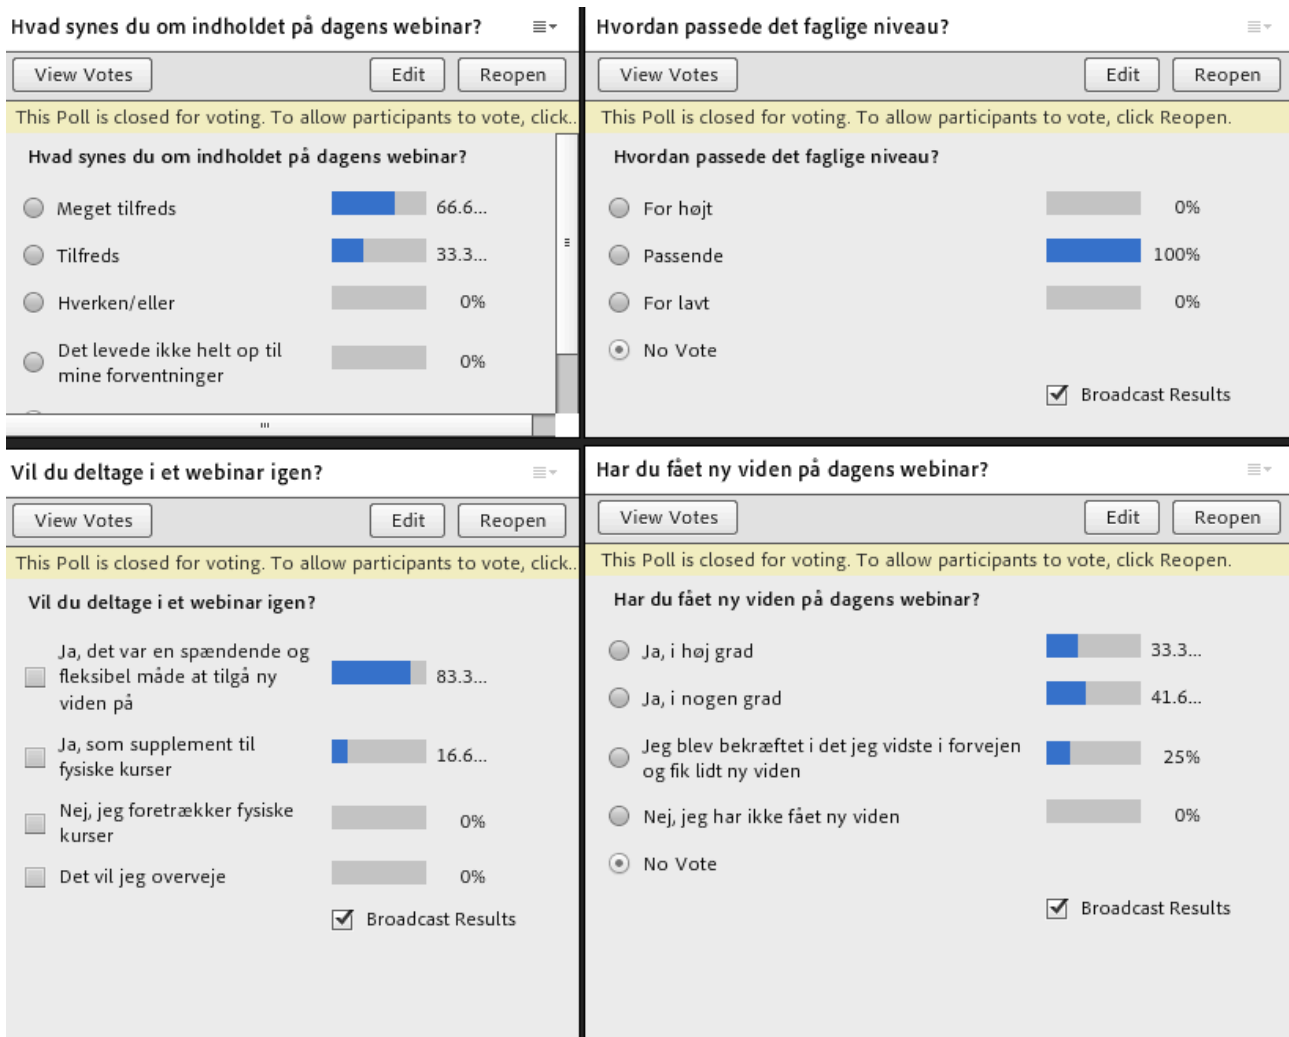 Hvad synes du om indholdet på dagens webinar?
View Votes Edit Reopen
This Poll is closed for voting. To allow participants to vote, click..
Hvad synes du om indholdet på dagens webinar?
Meget tilfreds 66.6...
Tilfreds 33.3...
Hverken/eller 0%
Det levede ikke helt op til
mine forventninger 0%
Hvordan passede det faglige niveau?
View Votes Edit Reopen
This Poll is closed for voting. To allow participants to vote, click Reopen.
Hvordan passede det faglige niveau?
For højt 0%
Passende 100%
For lavt 0%
No Vote
Broadcast Results
Vil du deltage i et webinar igen?
View Votes Edit Reopen
This Poll is closed for voting. To allow participants to vote, click..
Vil du deltage i et webinar igen?
Ja, det var en spændende og
fleksibel måde at tilgå ny 83.3...
viden på
Ja, som supplement til
fysiske kurser 16.6...
Nej, jeg foretrækker fysiske
kurser 0%
Det vil jeg overveje 0%
Broadcast Results
Har du fået ny viden på dagens webinar?
View Votes Edit Reopen
This Poll is closed for voting. To allow participants to vote, click Reopen.
Har du fået ny viden på dagens webinar?
Ja, i høj grad 33.3...
Ja, i nogen grad 41.6...
Jeg blev bekræftet i det jeg vidste i forvejen
og fik lidt ny viden 25%
Nej, jeg har ikke fået ny viden 0%
No Vote
Broadcast Results